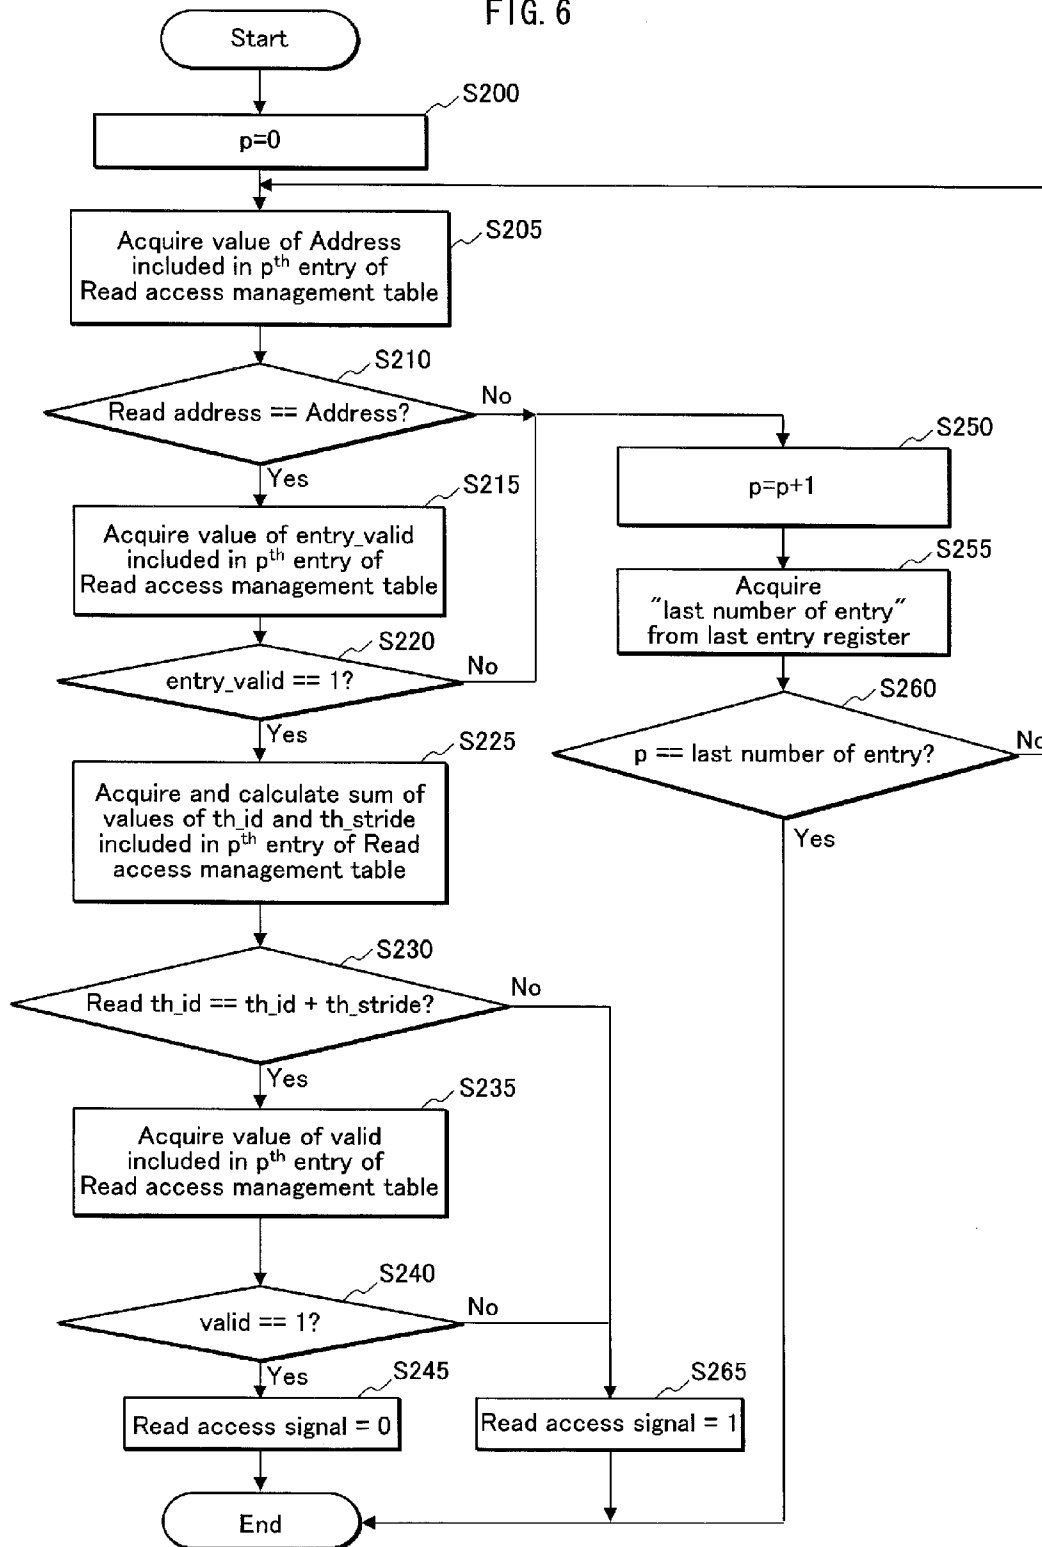 FIG. 6
Start
S200
p=0
S205
Acquire value of Address
included in pth entry of
Read access management table
S210
Read address == Address?
No
Yes
S215
Acquire value of entry_valid
included in pth entry of
Read access management table
S220
entry_valid == 1?
No
Yes
S225
Acquire and calculate sum of
values of th_id and th_stride
included in pth entry of Read
access management table
S230
Read th_id == th_id + th_stride?
No
Yes
S235
Acquire value of valid
included in pth entry of
Read access management table
S240
valid == 1?
No
Yes
S245
Read access signal = 0
S265
Read access signal = 1
End
S250
p=p+1
S255
Acquire
"last number of entry"
from last entry register
S260
p == last number of entry?
No
Yes